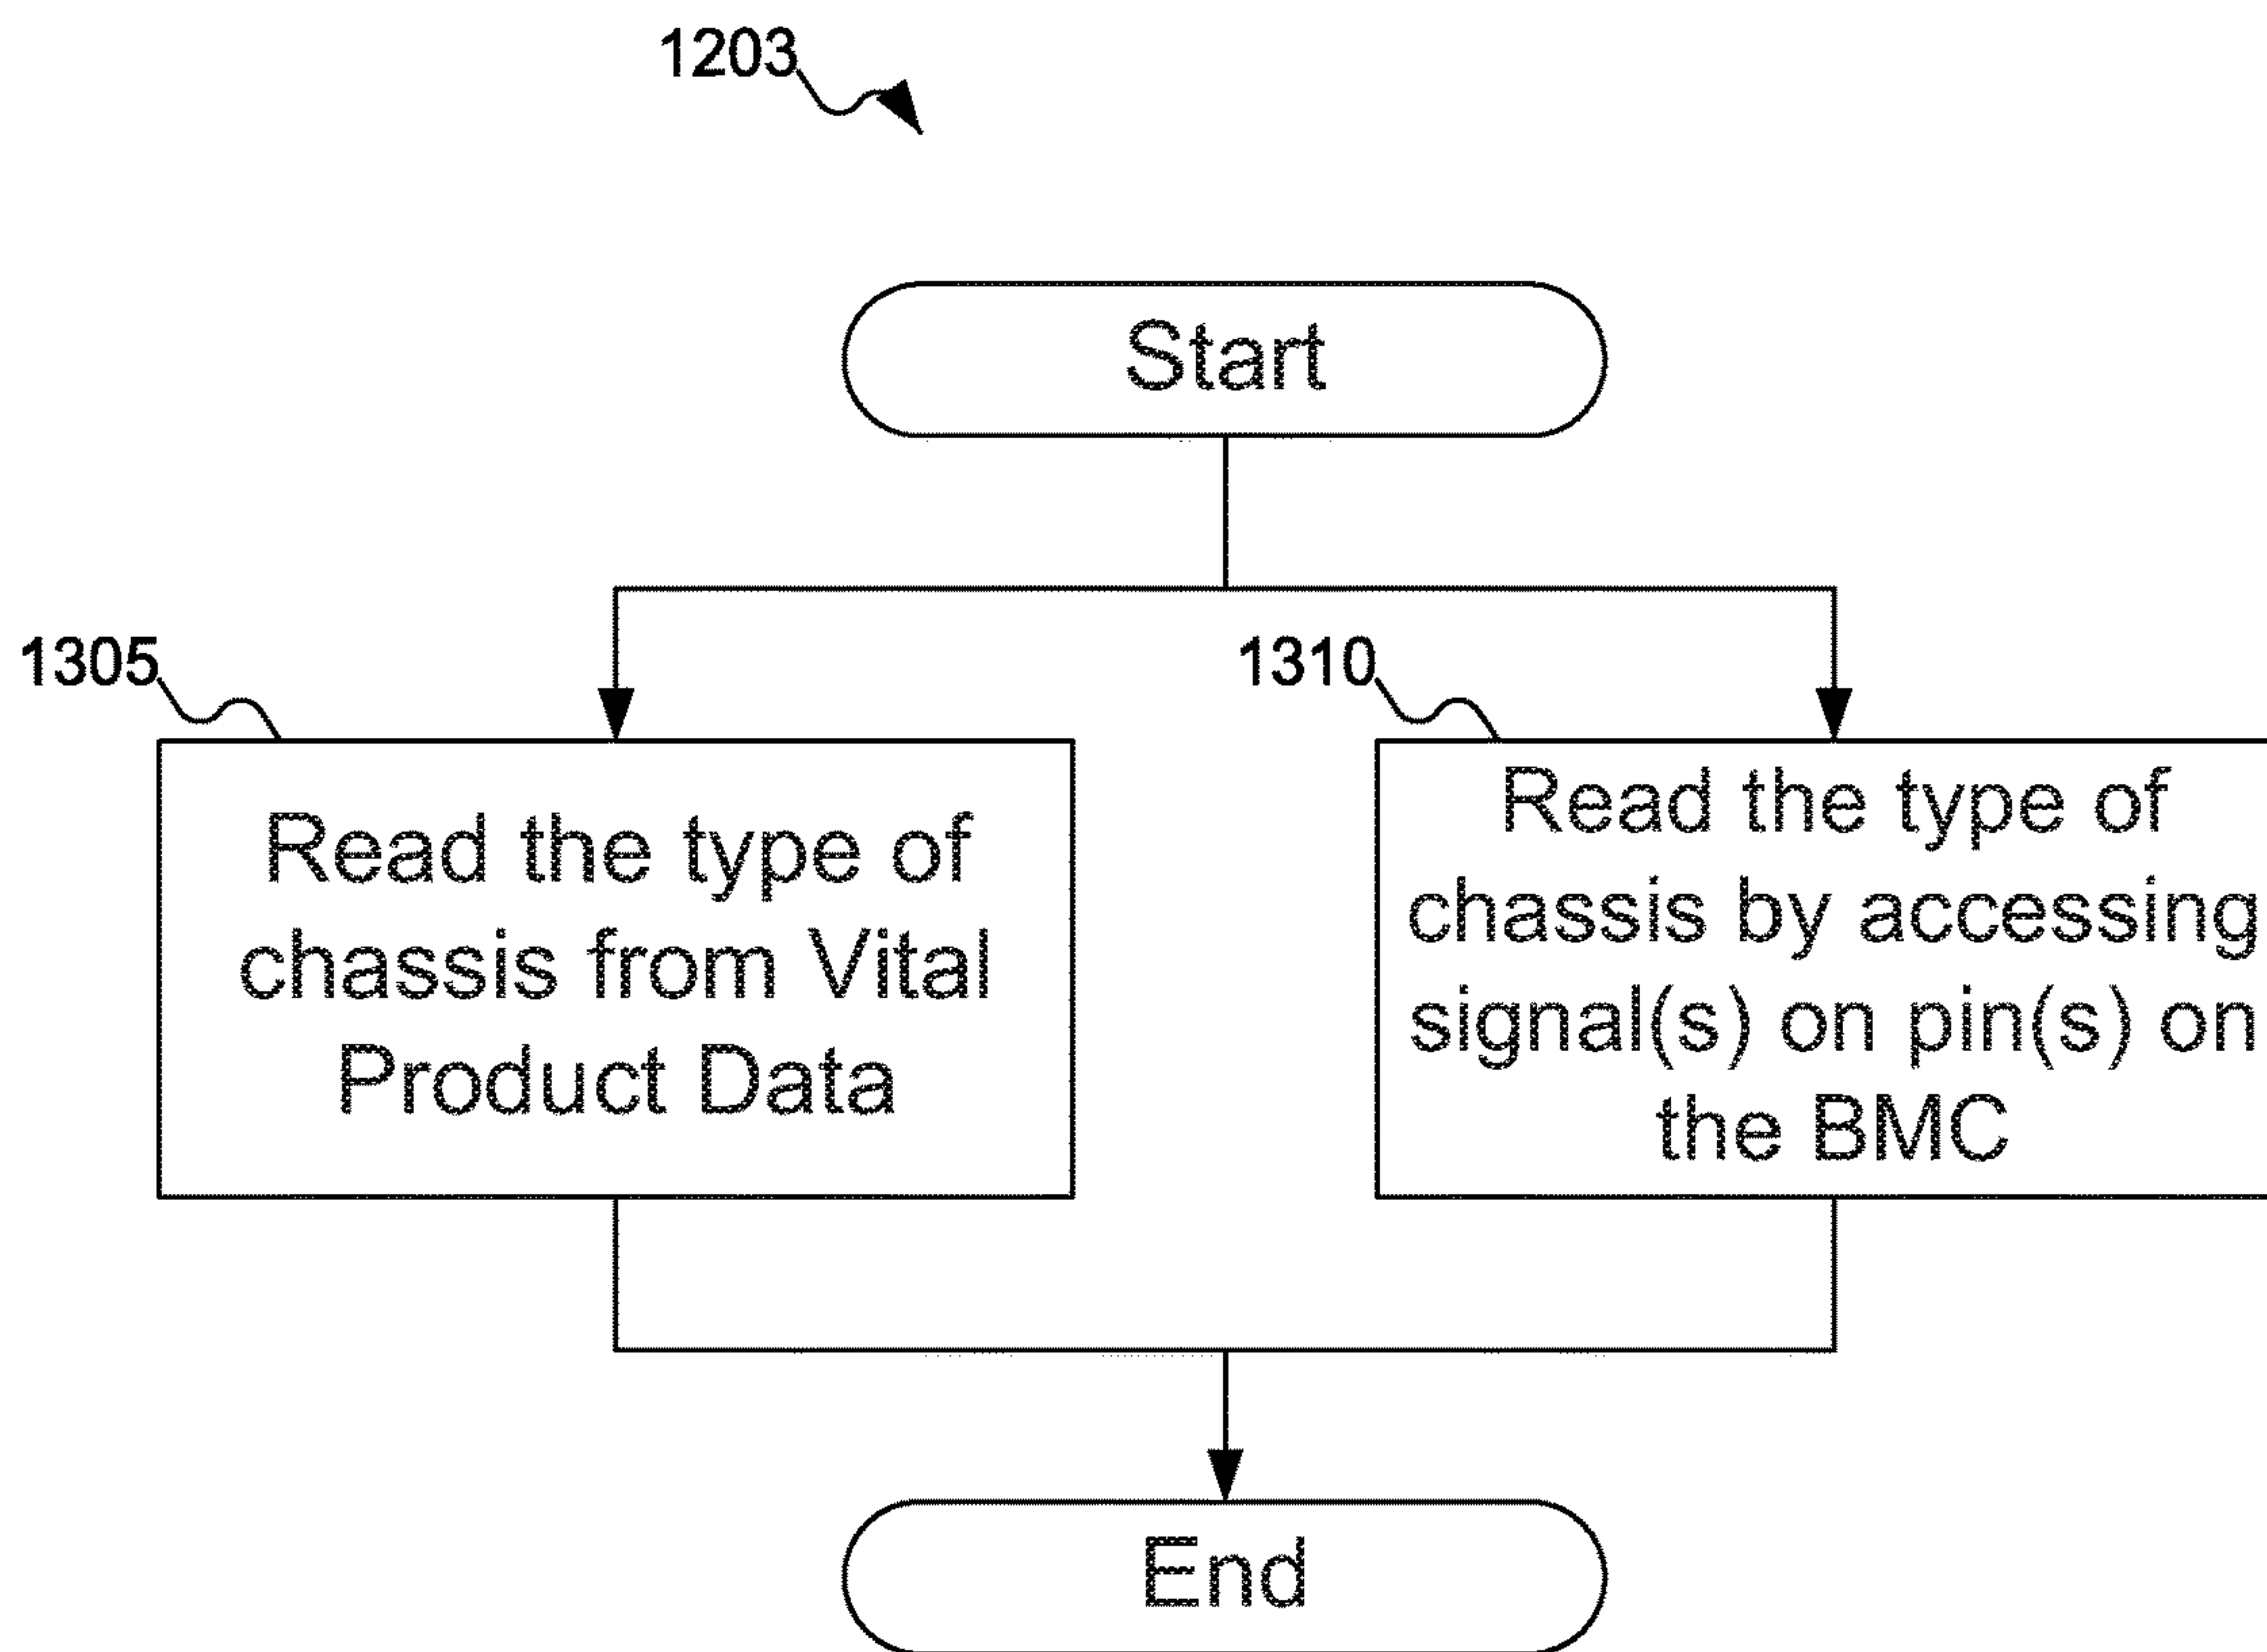 1203
Start
1305
1310
Read the type of
chassis from Vital
Product Data
Read the type of
chassis by accessing
signal(s) on pin(s) on
the BMC
End